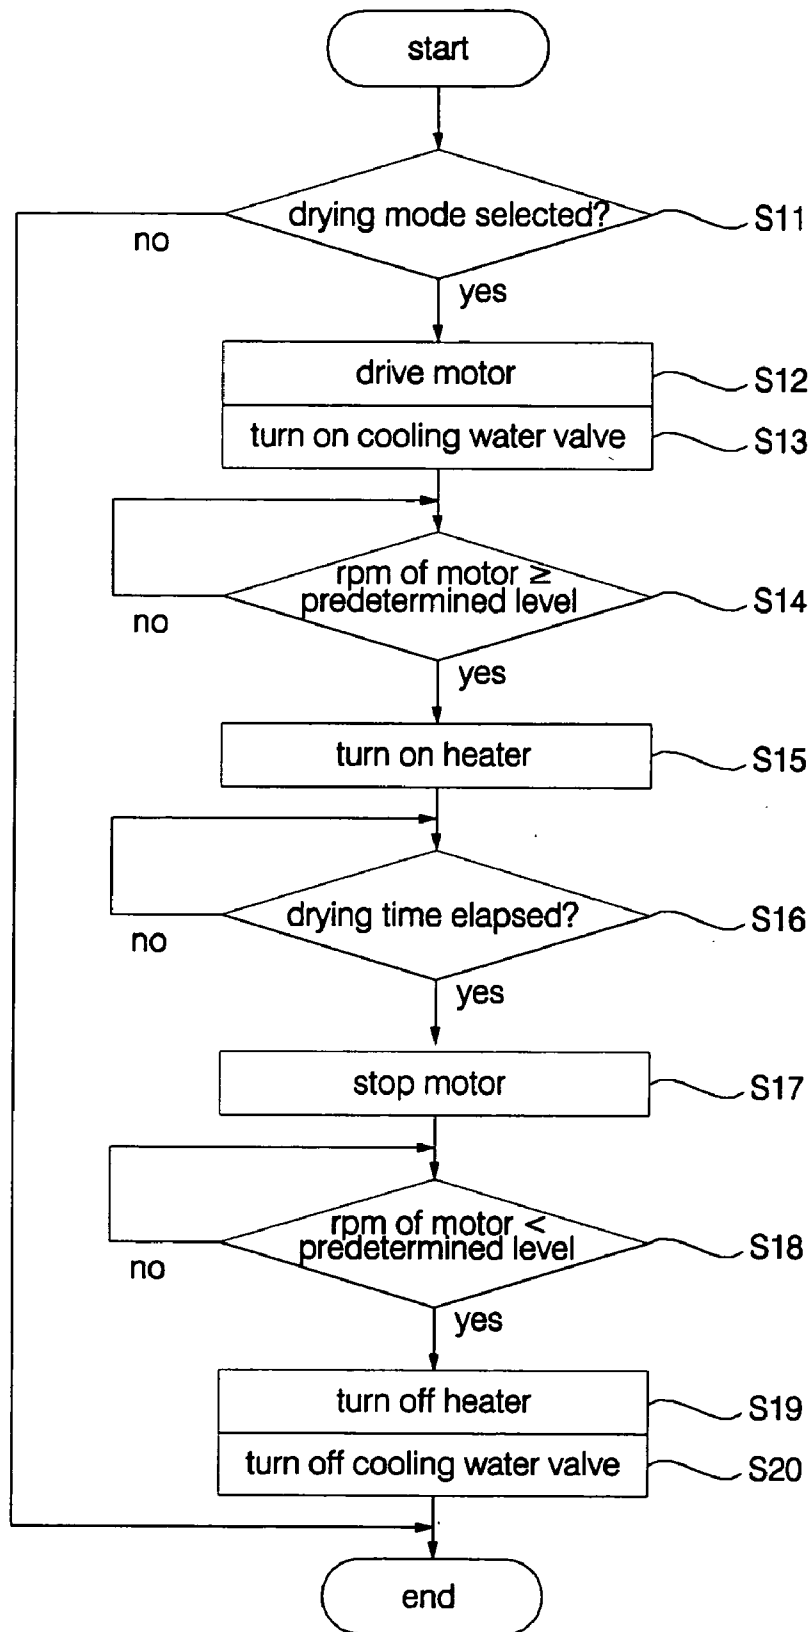 start
drying mode selected?
S11
no
yes
drive motor
S12
turn on cooling water valve
S13
rpm of motor ≥
predetermined level
S14
no
yes
turn on heater
S15
drying time elapsed?
S16
no
yes
stop motor
S17
rpm of motor <
predetermined level
S18
no
yes
turn off heater
S19
turn off cooling water valve
S20
end